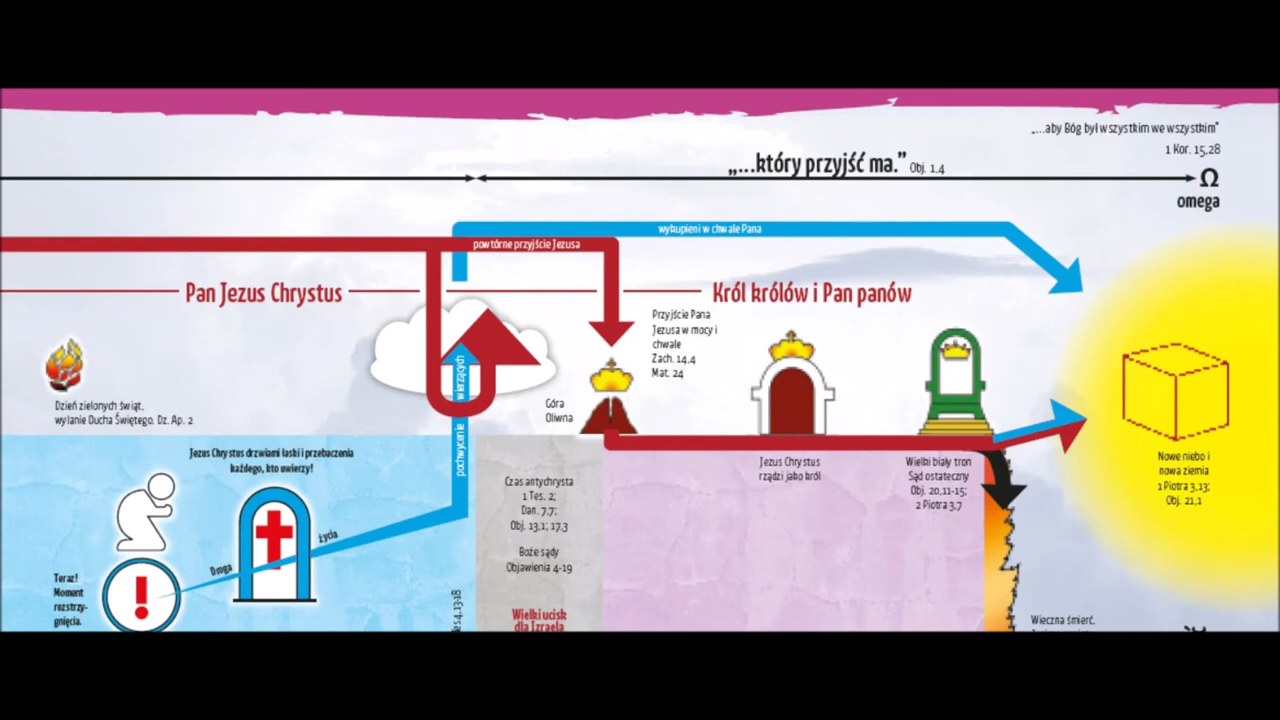 „...aby Bóg był wszystkim we wszystkim”
1 Kor. 15,28
„...który przyjść ma.” Obj. 1,4
Ω
omega
wykupieni w chwale Pana
powtórne przyjście Jezusa
Pan Jezus Chrystus
Król królów i Pan panów
Przyjście Pana
Jezusa w mocy i
chwale
Zach. 14,4
Mat. 24
Dzień zielonych świąt,
wylanie Ducha Świętego. Dz. Ap. 2
Góra
Oliwna
pochwycenie wierzących
Jezus Chrystus drzwiami łaski i przebaczenia
każdego, kto uwierzy!
Droga życia
Teraz!
Moment
rozstrzy-
gnięcia.
!
Czas antychrysta
1 Tes. 2;
Dan. 7,7;
Obj. 13,1; 17,3
Boże sądy
Objawienia 4-19
Wielki ucisk
dla Izraela
4,13-18
Jezus Chrystus
rządzi jako król
Wielki biały tron
Sąd ostateczny
Obj. 20,11-15;
2 Piotra 3,7
Nowe niebo i
nowa ziemia
1 Piotra 3,13;
Obj. 21,1
Wieczna śmierć.